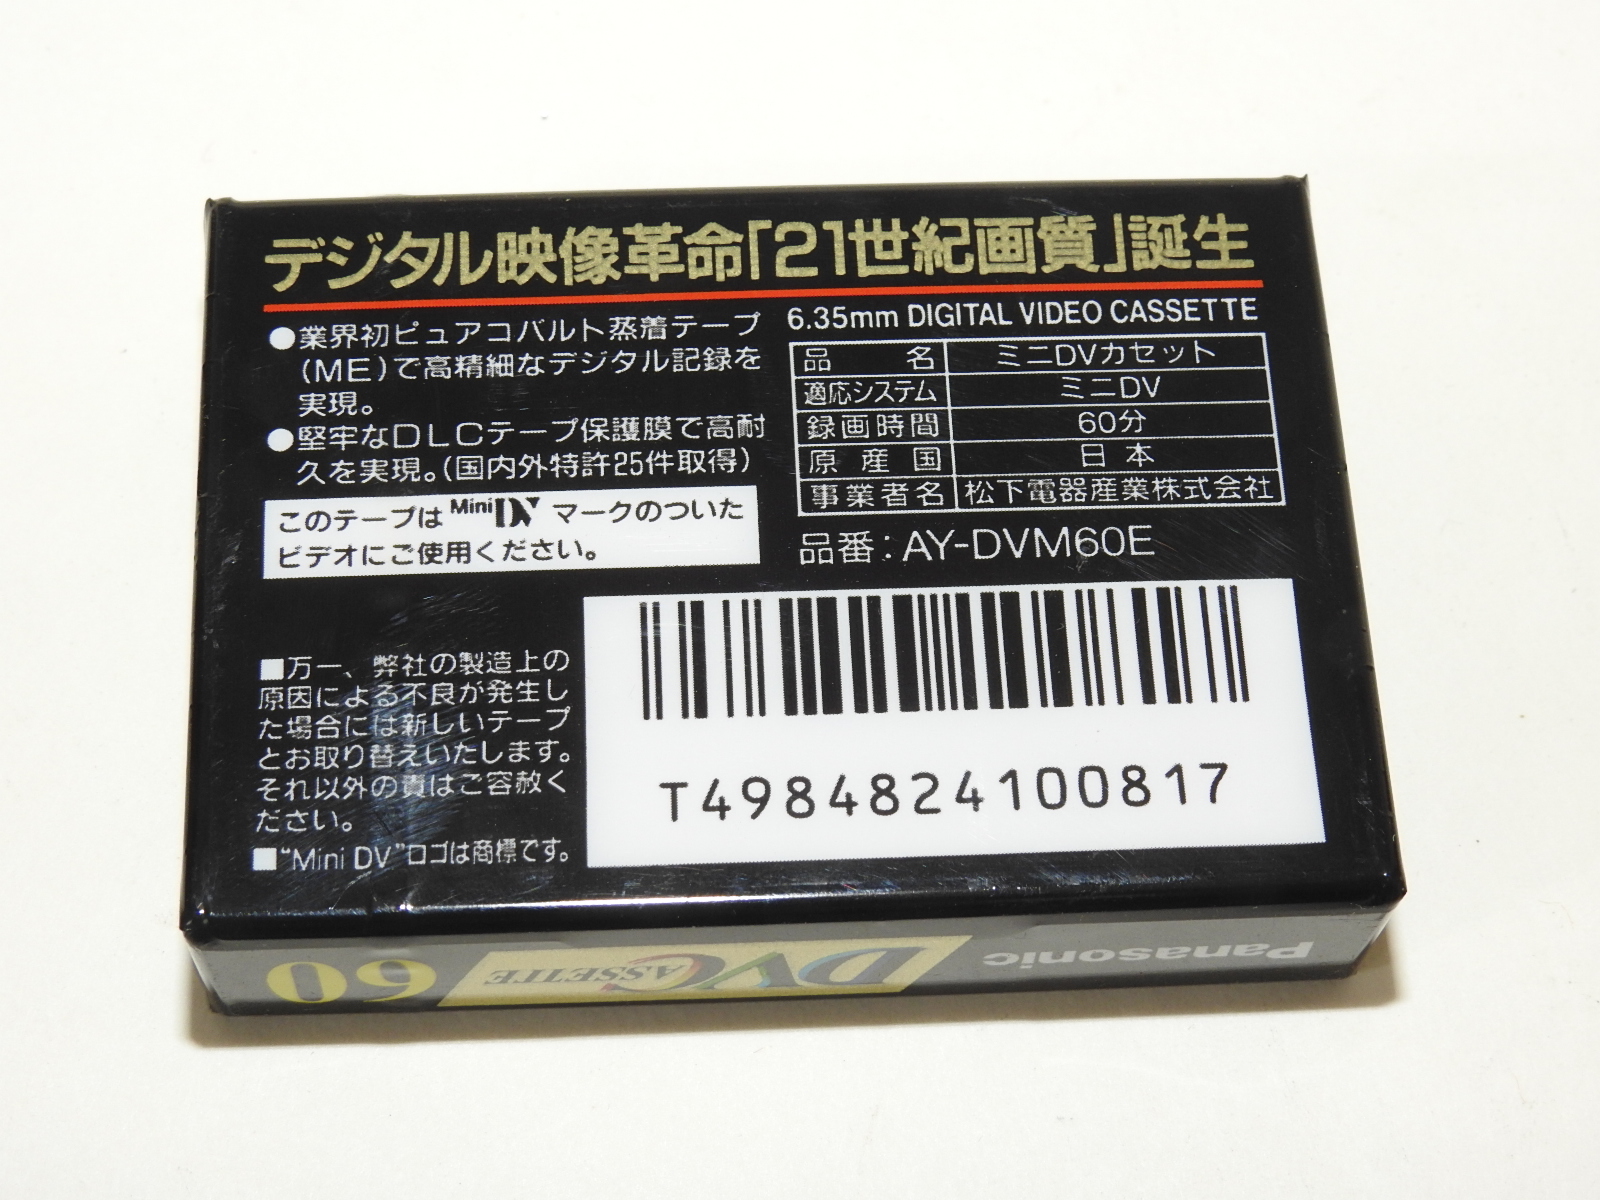 デジタル映像革命「21世紀画質」誕生
●業界初ピュアコバルト蒸着テープ
(ME)で高精細なデジタル記録を
実現。
●堅牢なDLCテープ保護膜で高耐
久を実現。(国内外特許25件取得)
このテープは Mini DV マークのついた
ビデオにご使用ください。
6.35mm DIGITAL VIDEO CASSETTE
品名 ミニDVカセット
適応システム ミニDV
録画時間 60分
原産国 日本
事業者名 松下電器産業株式会社
品番：AY-DVM60E
■万一、弊社の製造上の
原因による不良が発生し
た場合には新しいテープ
とお取り替えいたします。
それ以外の責はご容赦く
ださい。
■"Mini DV"ロゴは商標です。
T4984824100817
Panasonic
DVCASSETTE
60